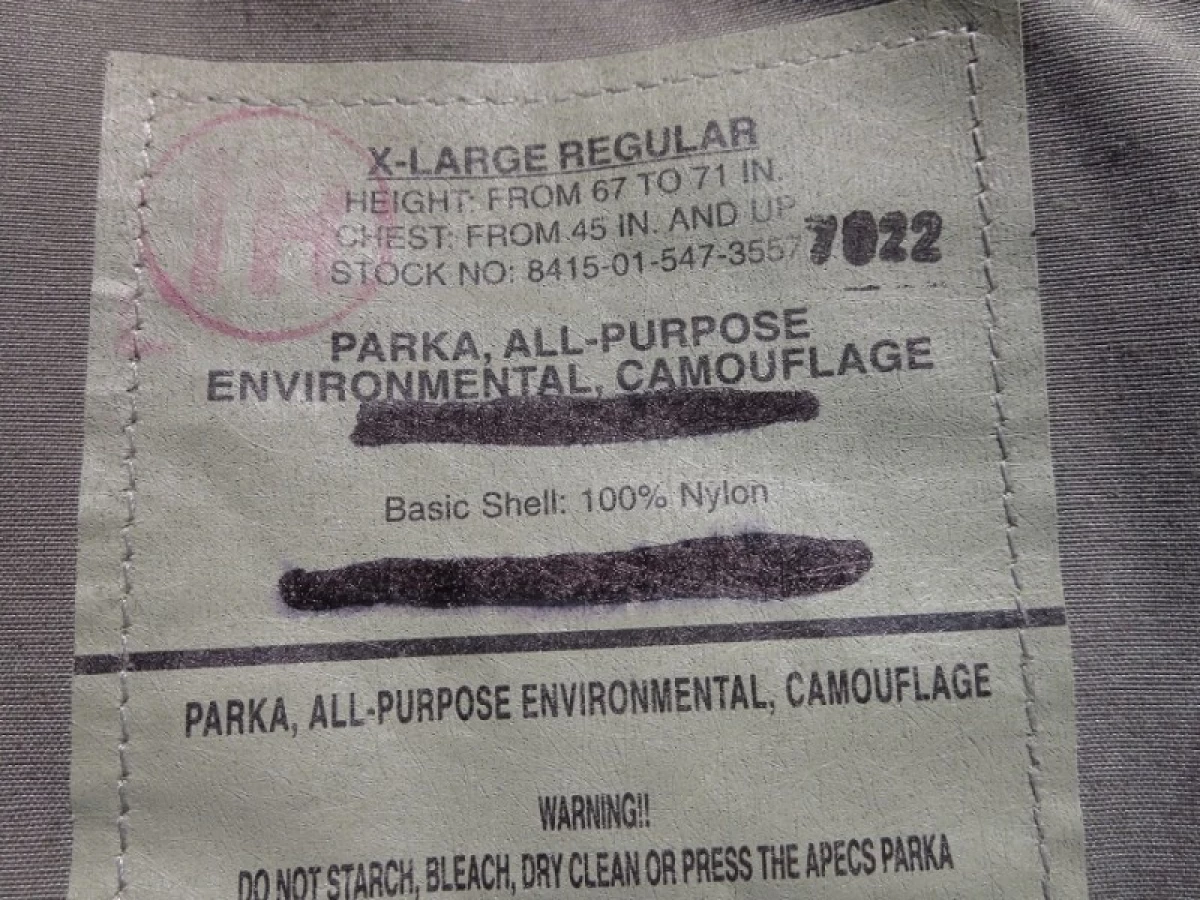 X-LARGE REGULAR
HEIGHT: FROM 67 TO 71 IN.
CHEST: FROM 45 IN. AND UP
STOCK NO: 8415-01-547-3557 7022
PARKA, ALL-PURPOSE
ENVIRONMENTAL, CAMOUFLAGE
Basic Shell: 100% Nylon
PARKA, ALL-PURPOSE ENVIRONMENTAL, CAMOUFLAGE
WARNING!!
DO NOT STARCH, BLEACH, DRY CLEAN OR PRESS THE APECS PARKA